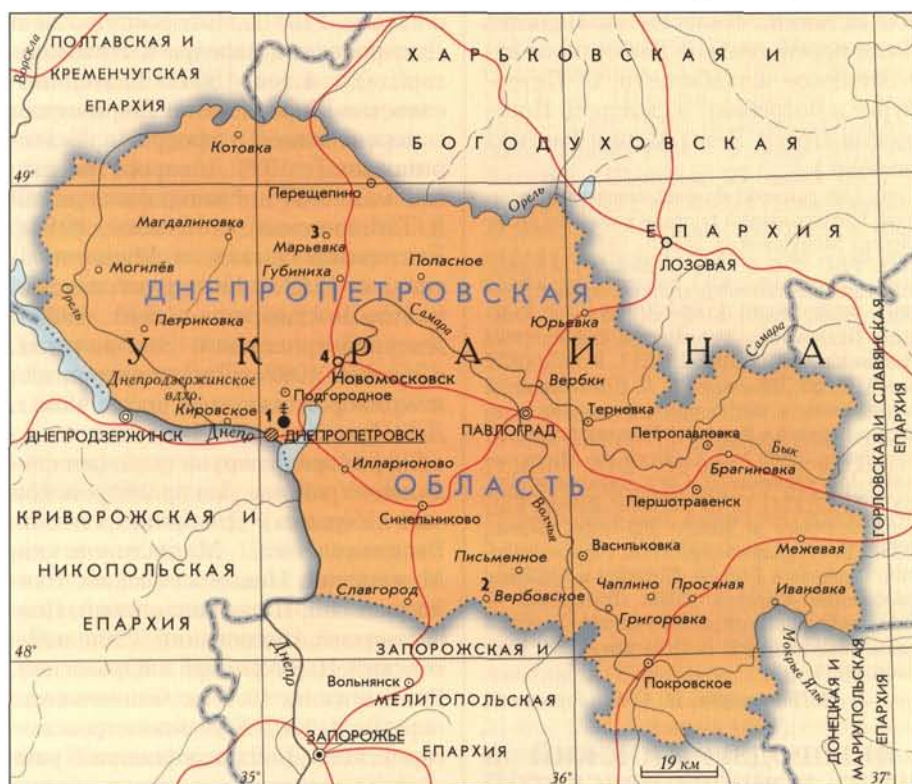 Ворскла
ПОЛТАВСКАЯ И
КРЕМЕНЧУГСКАЯ
ЕПАРХИЯ
ХАРЬКОВСКАЯ И
БОГОДУХОВСКАЯ
ЕПАРХИЯ
Котовка
49°
Перещепино
Орель
Магдалиновка
3
Марьевка
ЛОЗОВАЯ
Могилёв
Губиниха
Попасное
ДНЕПРОПЕТРОВСКАЯ
Орель
Петриковка
Самара
Юрьевка
Самара
УКРАИНА
4
Новомосковск
Вербки
Днепродзержинское
вдхр.
Подгородное
Кировское
1
Терновка
ДНЕПРОДЗЕРЖИНСК
Днепр
ДНЕПРОПЕТРОВСК
ПАВЛОГРАД
Петропавловка
Бык
Брагиновка
Илларионово
ОБЛАСТЬ
Першотравенск
ГОРЛОВСКАЯ И СЛАВЯНСКАЯ
ЕПАРХИЯ
КРИВОРОЖСКАЯ И
НИКОПОЛЬСКАЯ
ЕПАРХИЯ
Синельниково
Волчья
Межевая
Васильковка
Письменное
Чаплино
Просяная
Славгород
2
Вербовское
Ивановка
Григоровка
48°
Днепр
ЗАПОРОЖСКАЯ И
МЕЛИТОПОЛЬСКАЯ
ЕПАРХИЯ
Вольнянск
Покровское
Мокрые Ялы
ДОНЕЦКАЯ И
МАРИУПОЛЬСКАЯ
ЕПАРХИЯ
ЗАПОРОЖЬЕ
35°
36°
19 км
37°